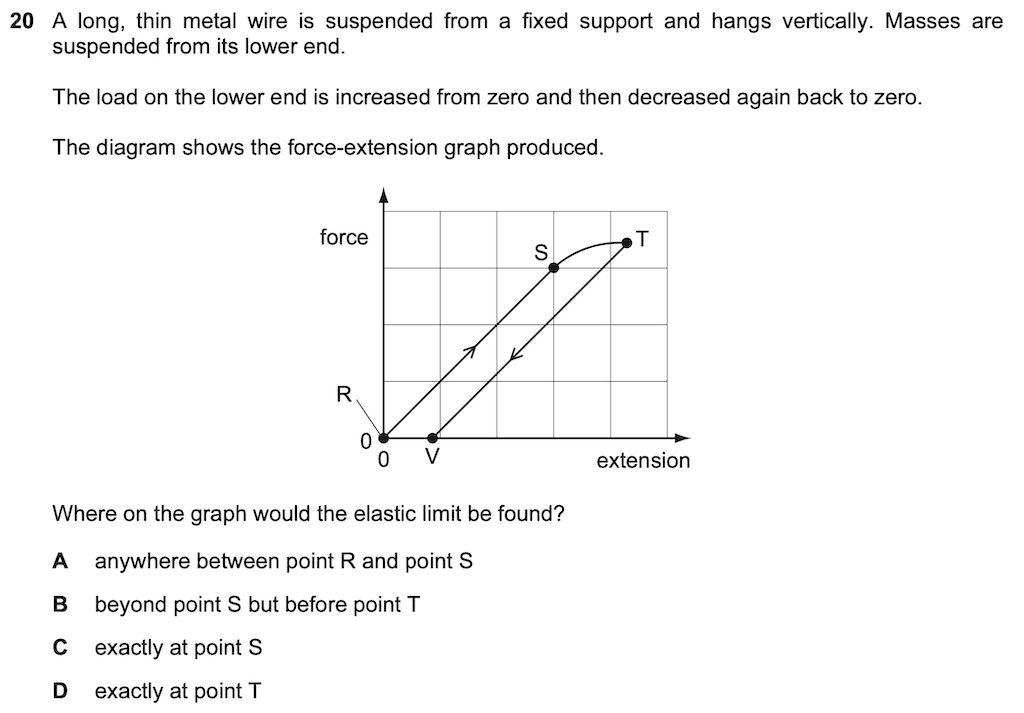 20 A long, thin metal wire is suspended from a fixed support and hangs vertically. Masses are
suspended from its lower end.
The load on the lower end is increased from zero and then decreased again back to zero.
The diagram shows the force-extension graph produced.
force
S
T
R
0
0
V
extension
Where on the graph would the elastic limit be found?
A anywhere between point R and point S
B beyond point S but before point T
C exactly at point S
D exactly at point T